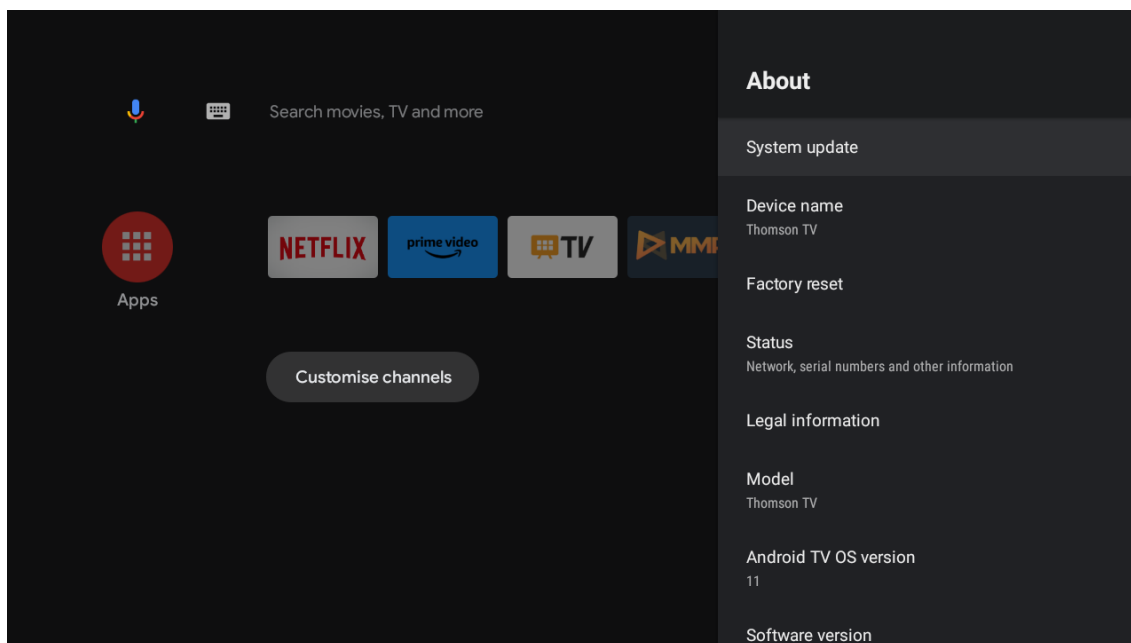 Search movies, TV and more
NETFLIX
prime video
TV
Apps
Customise channels
About
System update
Device name
Thomson TV
Factory reset
Status
Network, serial numbers and other information
Legal information
Model
Thomson TV
Android TV OS version
11
Software version